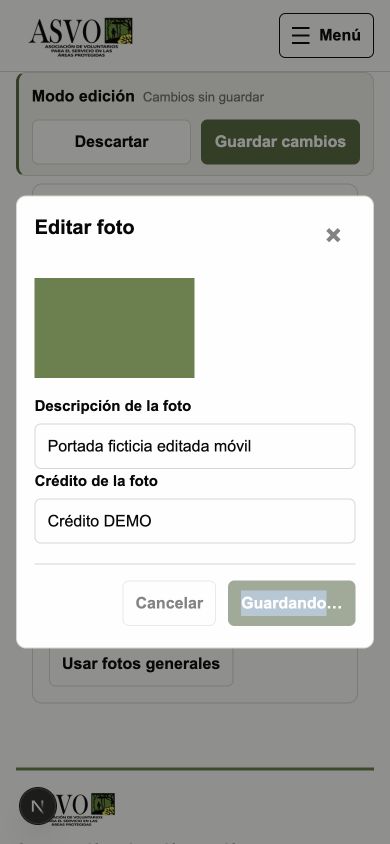 ASVO
ASOCIACIÓN DE VOLUNTARIOS
PARA EL SERVICIO EN LAS
ÁREAS PROTEGIDAS
Menú
Modo edición Cambios sin guardar
Descartar
Guardar cambios
Editar foto
Descripción de la foto
Portada ficticia editada móvil
Crédito de la foto
Crédito DEMO
Cancelar
Guardando...
Usar fotos generales
N
VO